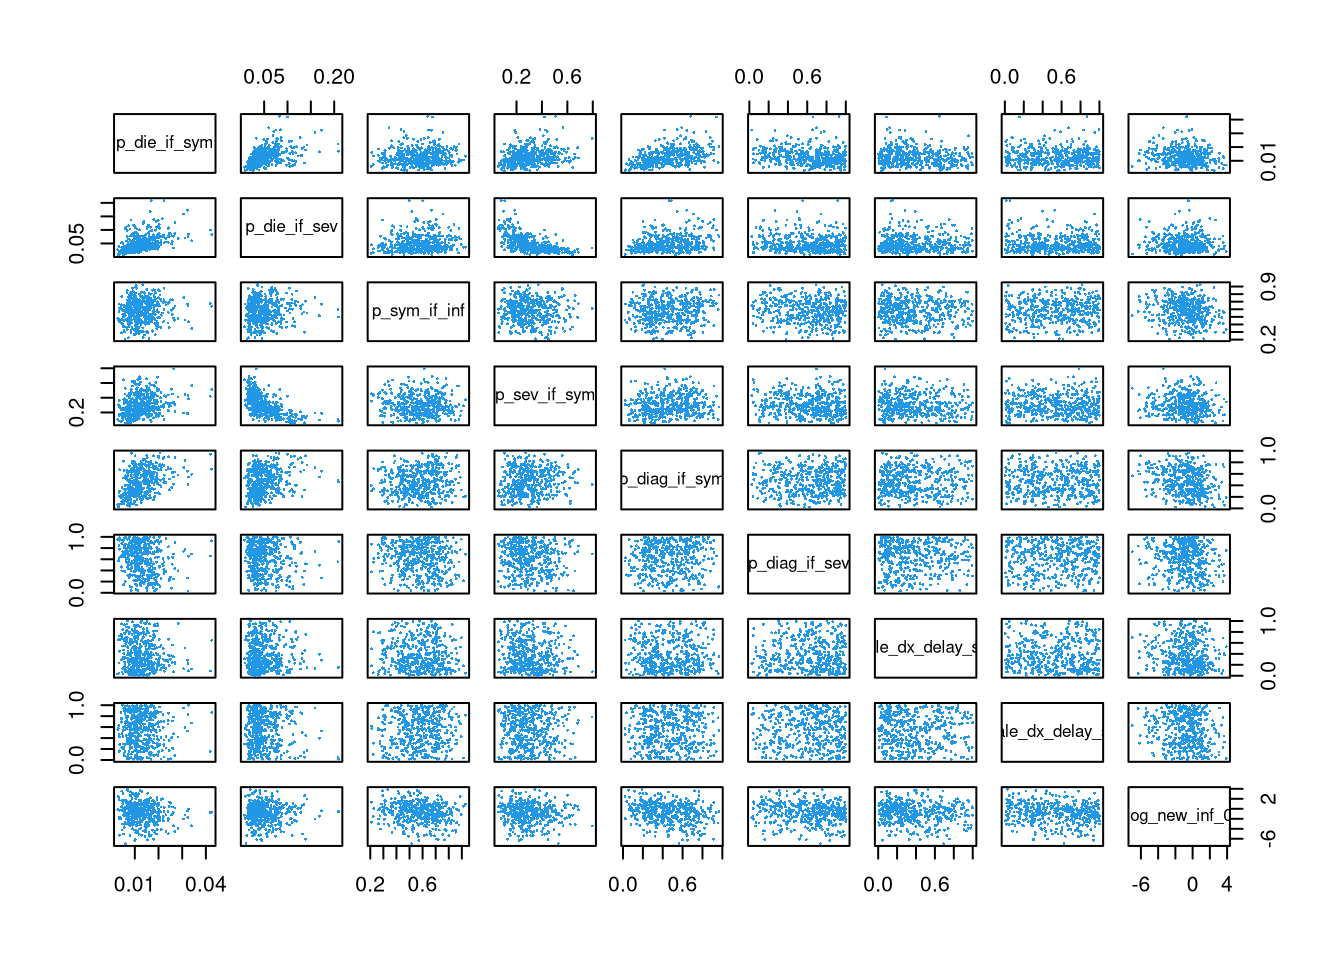 0.05 0.20 0.2 0.6 0.0 0.6 0.0 0.6
p_die_if_sym 0.01
0.05 p_die_if_sev
p_sym_if_inf 0.2 0.9
0.2 p_sev_if_sym
p_diag_if_sym 0.0 1.0
0.0 1.0 p_diag_if_sev
le_dx_delay_s 0.0 1.0
0.0 1.0 ale_dx_delay_
og_new_inf_0 -6 2
0.01 0.04 0.2 0.6 0.0 0.6 0.0 0.6 -6 0 4